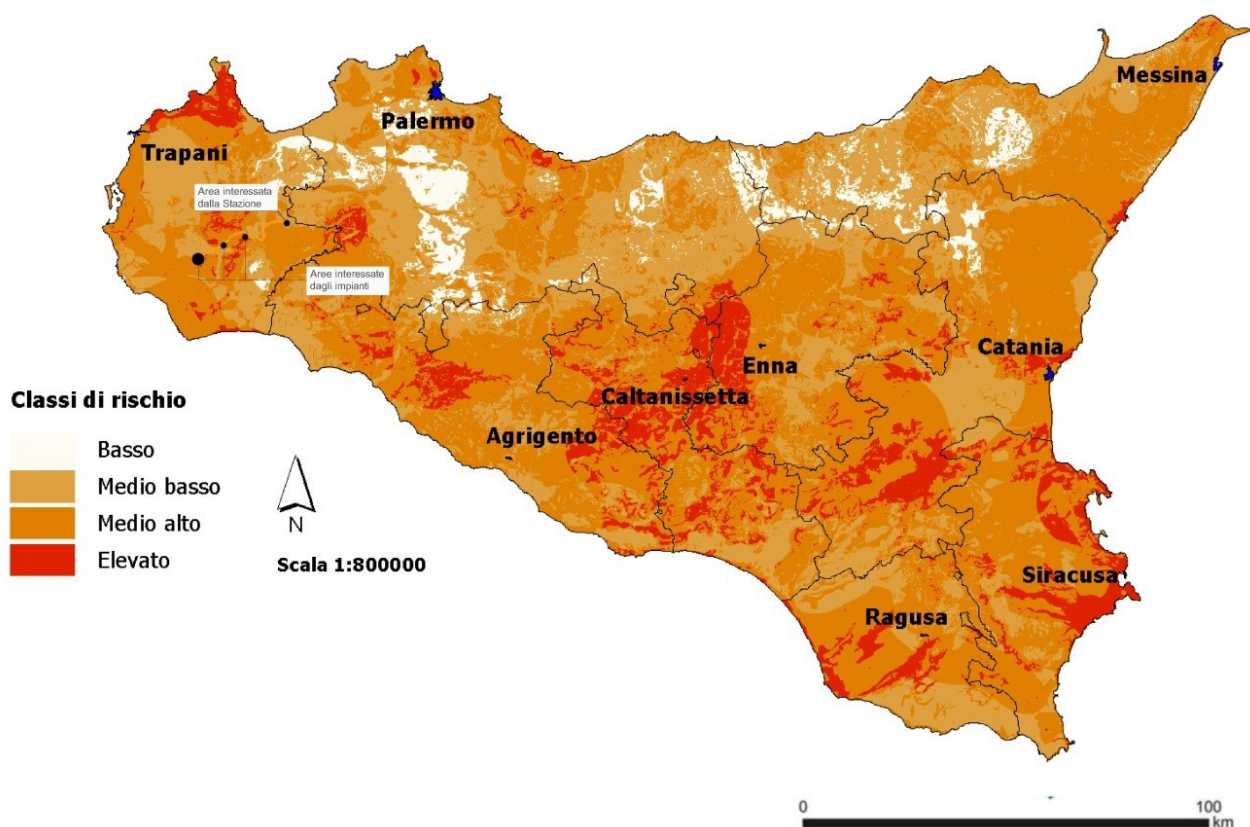 Messina
Palermo
Trapani
Area interessata
dalla Stazione
Aree interessate
dagli impianti
Catania
Enna
Caltanissetta
Agrigento
Siracusa
Ragusa
Classi di rischio
Basso
Medio basso
Medio alto
Elevato
N
Scala 1:800000
0 100
km